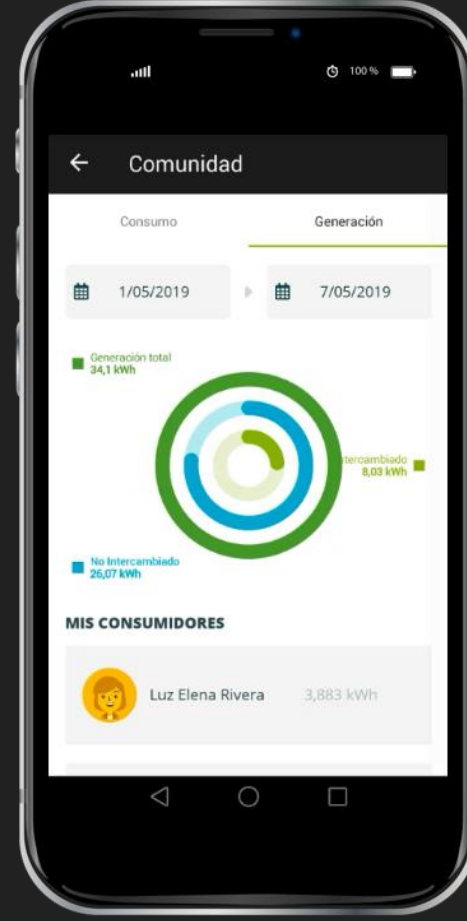 100 %
Comunidad
Consumo Generación
1/05/2019 7/05/2019
Generación total
34,1 kWh
ntercambiado
8,03 kWh
No Intercambiado
26,07 kWh
MIS CONSUMIDORES
Luz Elena Rivera 3,883 kWh